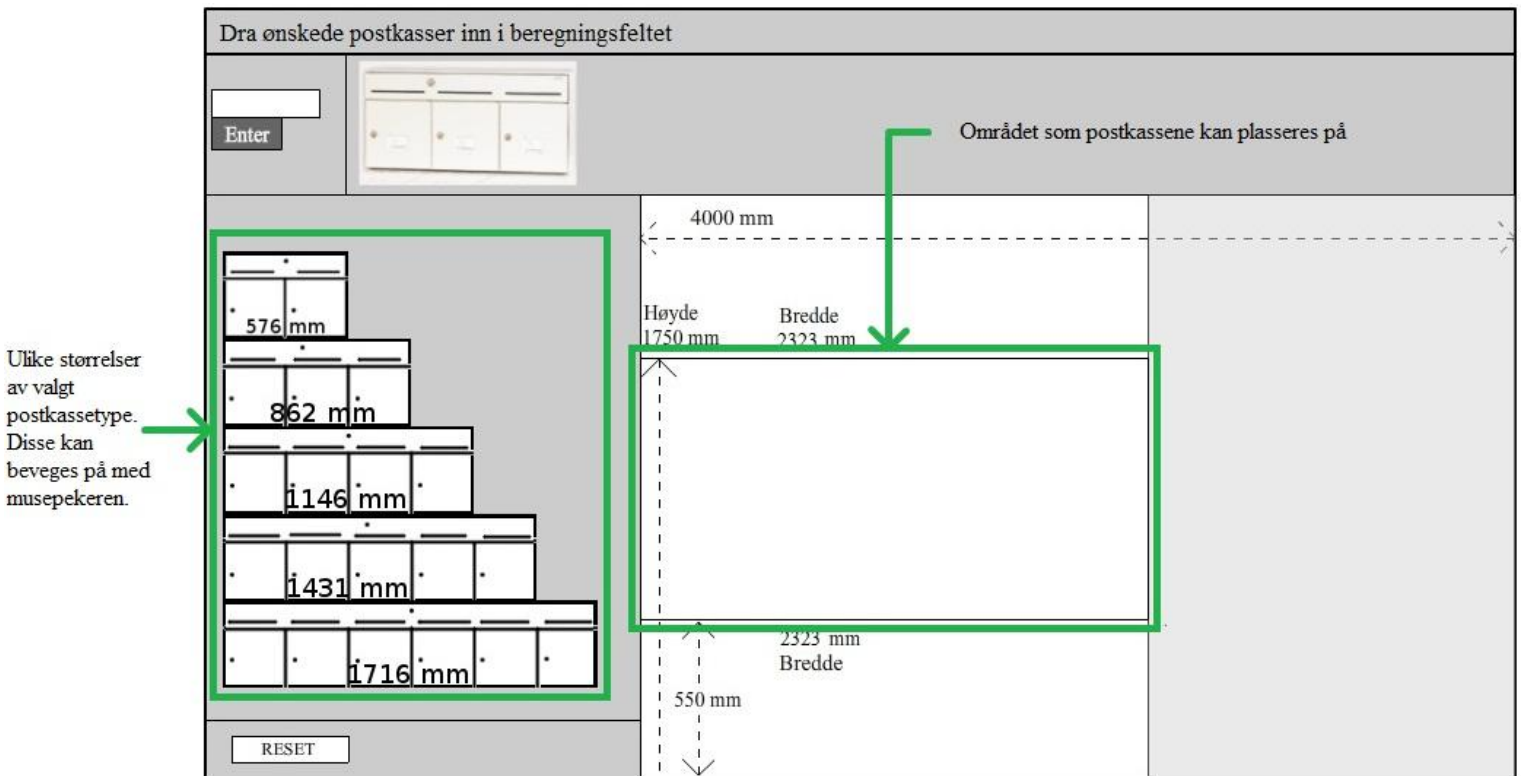 Dra ønskede postkasser inn i beregningsfeltet
Enter
Området som postkassene kan plasseres på
4000 mm
Høyde
1750 mm
Bredde
2323 mm
576 mm
862 mm
1146 mm
1431 mm
1716 mm
Ulike størrelser
av valgt
postkassetype.
Disse kan
beveges på med
musepekeren.
2323 mm
Bredde
550 mm
RESET